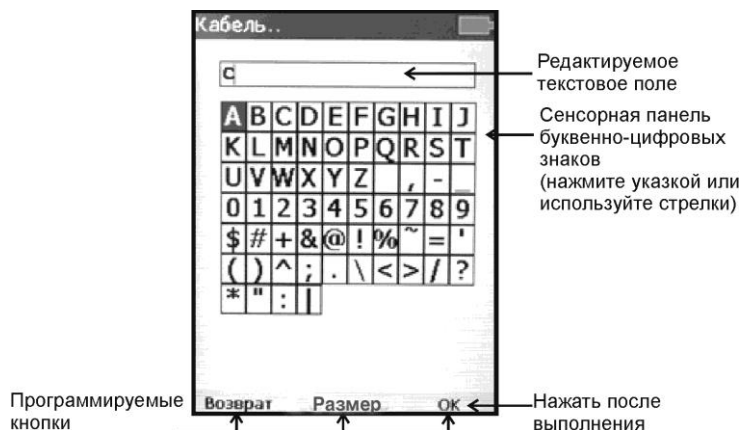 Кабель..
с
Редактируемое
текстовое поле
A B C D E F G H I J
K L M N O P Q R S T
U V W X Y Z , - _
0 1 2 3 4 5 6 7 8 9
$ # + & @ ! % ~ = '
( ) ^ ; . \ < > / ?
* " : |
Сенсорная панель
буквенно-цифровых
знаков
(нажмите указкой или
используйте стрелки)
Программируемые
кнопки
Возврат Размер OK
Нажать после
выполнения